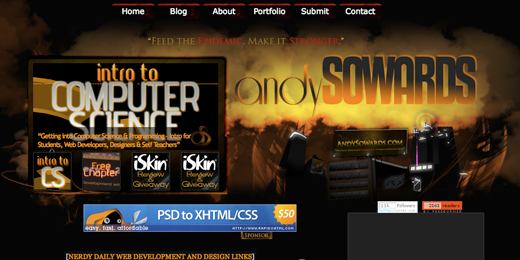 Home Blog About Portfolio Submit Contact
"Feed the Epidemic, Make it Stronger."
intro to
COMPUTER
SCIENCE
andySOWARDS
"Getting Into Computer Science & Programming - Intro for
Students, Web Developers, Designers & Self Teachers"
ANDYSOWARDS.COM
intro to
CS
Free
Chapter
iSkin
Review
& Giveaway
iSkin
Review
& Giveaway
PSD to XHTML/CSS
$50
easy. fast. affordable
HTTP://WWW.RAPIDXHTML.COM
SPONSOR
followers
readers
[NERDY DAILY WEB DEVELOPMENT AND DESIGN LINKS]